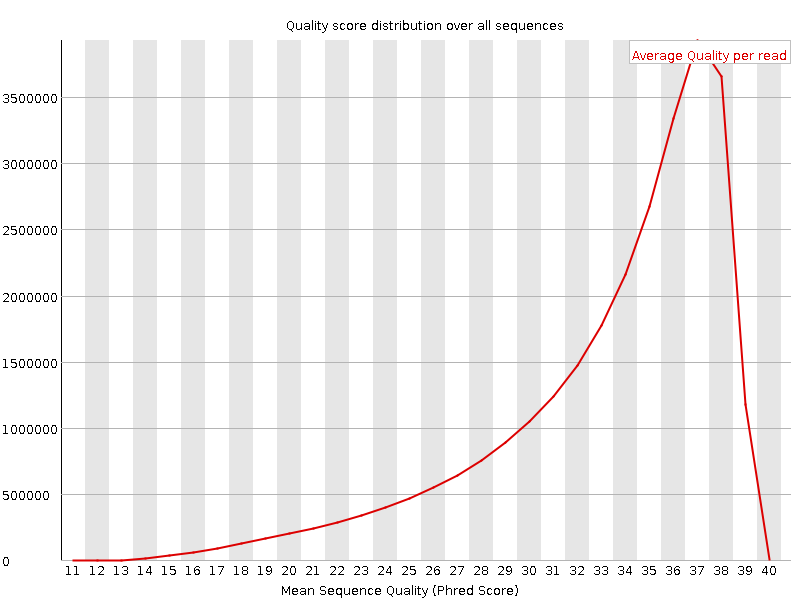 Quality score distribution over all sequences
Average Quality per read
3500000
3000000
2500000
2000000
1500000
1000000
500000
0
11 12 13 14 15 16 17 18 19 20 21 22 23 24 25 26 27 28 29 30 31 32 33 34 35 36 37 38 39 40
Mean Sequence Quality (Phred Score)